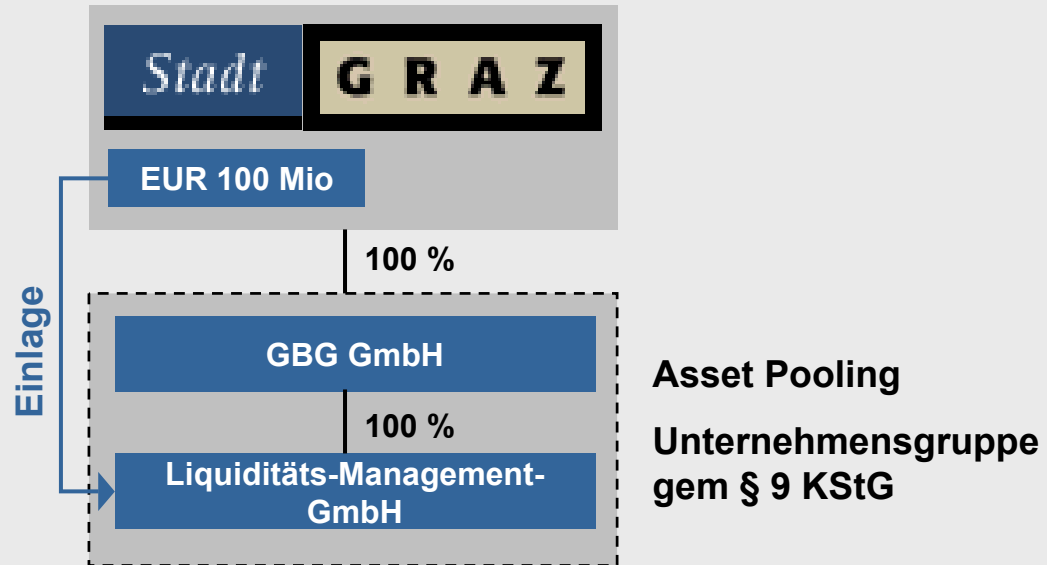 Stadt GRAZ
EUR 100 Mio
100 %
Einlage
GBG GmbH
100 %
Liquiditäts-Management-
GmbH
Asset Pooling
Unternehmensgruppe
gem § 9 KStG